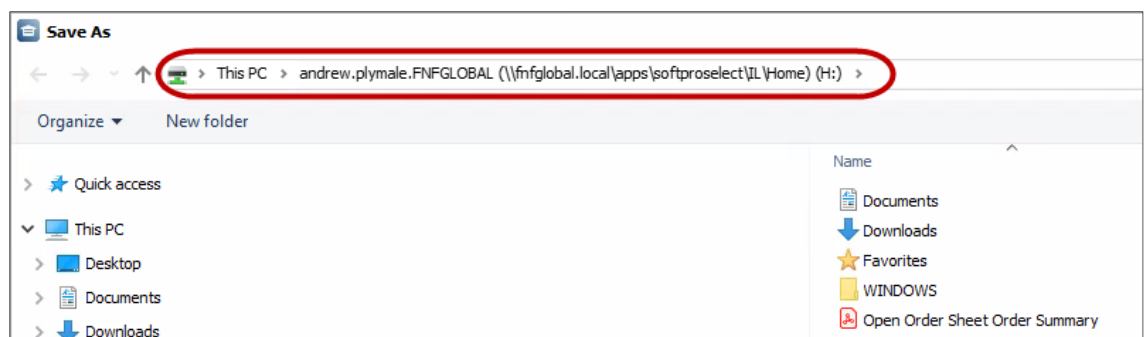 Save As
This PC > andrew.plymale.FNFGLOBAL (\\fnfglobal.local\apps\softproselect\IL\Home) (H:) >
Organize New folder
Name
Quick access
Documents
This PC
Downloads
Desktop
Favorites
Documents
WINDOWS
Downloads
Open Order Sheet Order Summary